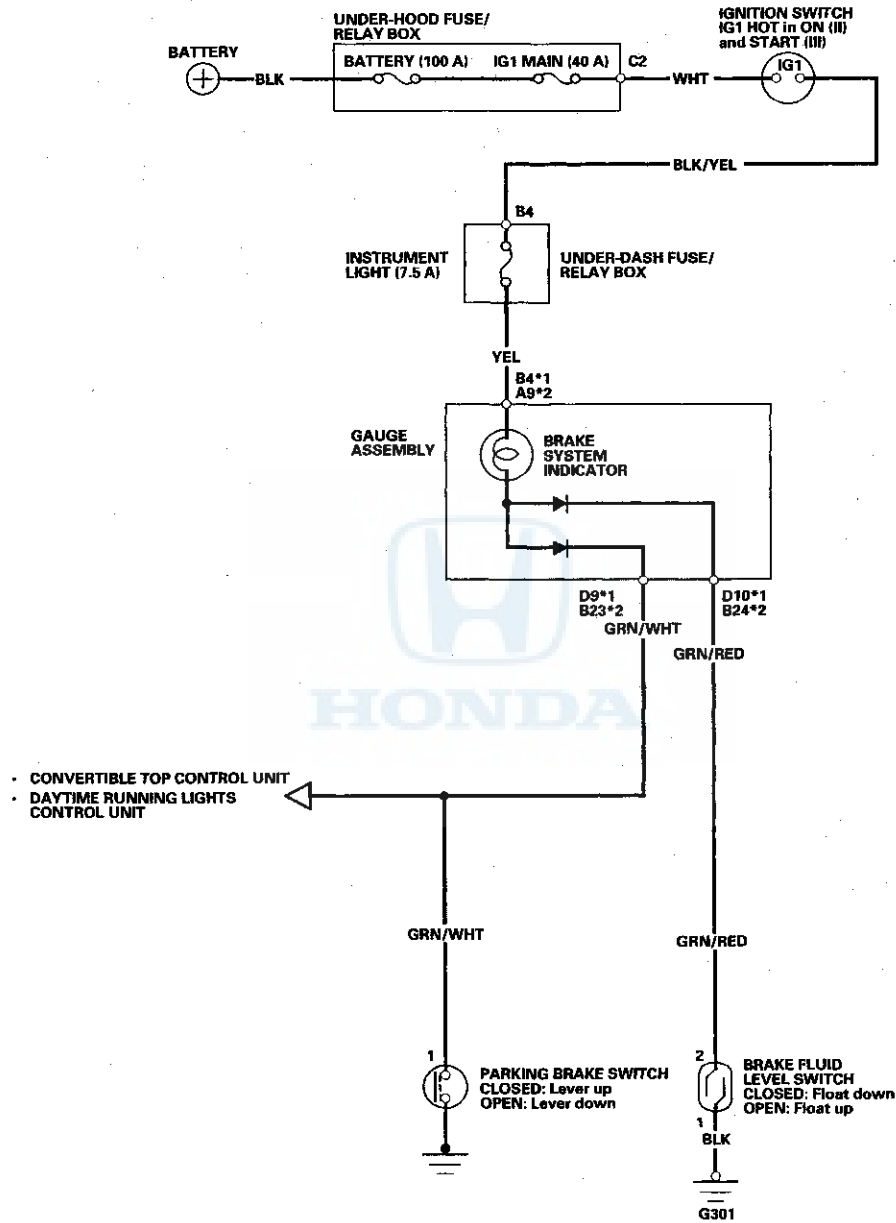 UNDER-HOOD FUSE/
RELAY BOX
IGNITION SWITCH
IG1 HOT in ON (II)
and START (III)
BATTERY
BATTERY (100 A)
IG1 MAIN (40 A)
C2
IG1
BLK
WHT
BLK/YEL
B4
INSTRUMENT
LIGHT (7.5 A)
UNDER-DASH FUSE/
RELAY BOX
YEL
B4*1
A9*2
GAUGE
ASSEMBLY
BRAKE
SYSTEM
INDICATOR
D9*1
B23*2
D10*1
B24*2
GRN/WHT
GRN/RED
HONDA
· CONVERTIBLE TOP CONTROL UNIT
· DAYTIME RUNNING LIGHTS
CONTROL UNIT
GRN/WHT
GRN/RED
1
PARKING BRAKE SWITCH
CLOSED: Lever up
OPEN: Lever down
2
BRAKE FLUID
LEVEL SWITCH
CLOSED: Float down
OPEN: Float up
1
BLK
G301